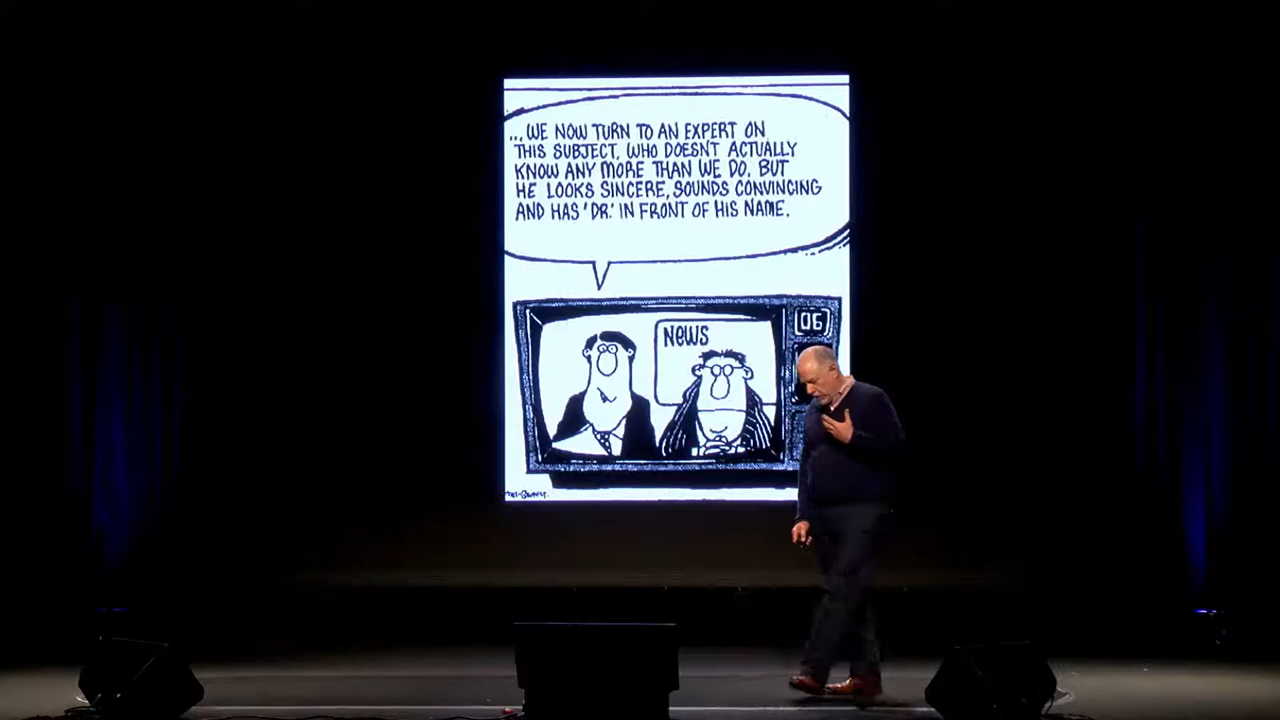 ... WE NOW TURN TO AN EXPERT ON
THIS SUBJECT, WHO DOESN'T ACTUALLY
KNOW ANY MORE THAN WE DO. BUT
HE LOOKS SINCERE, SOUNDS CONVINCING
AND HAS 'DR.' IN FRONT OF HIS NAME.
NEWS
06